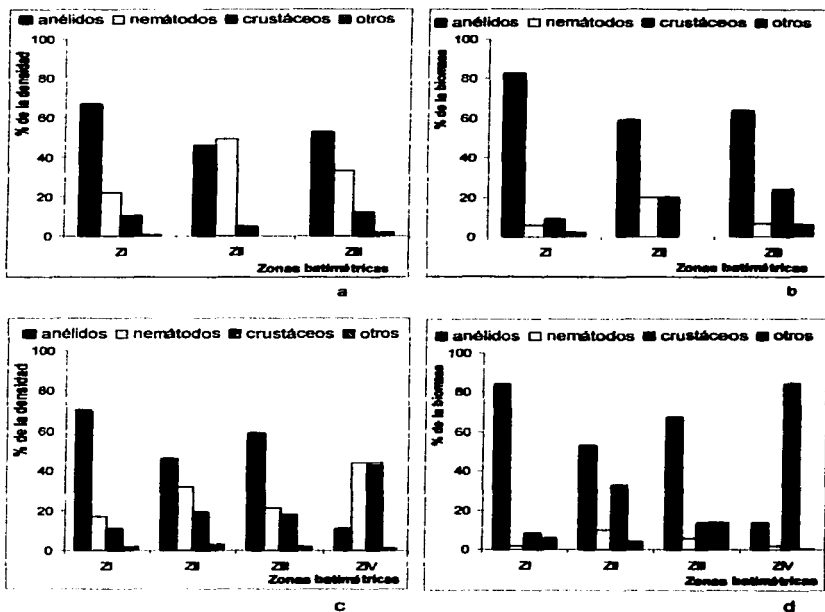 ■ anélidos □ nemátodos ■ crustáceos ■ otros
% de la densidad
100
80
60
40
20
0
ZI ZII ZIII
Zonas batimétricas
a
■ anélidos □ nemátodos ■ crustáceos ■ otros
% de la biomasa
100
80
60
40
20
0
ZI ZII ZIII
Zonas batimétricas
b
■ anélidos □ nemátodos ■ crustáceos ■ otros
% de la densidad
100
80
60
40
20
0
ZI ZII ZIII ZIV
Zonas batimétricas
c
■ anélidos □ nemátodos ■ crustáceos ■ otros
% de la biomasa
100
80
60
40
20
0
ZI ZII ZIII ZIV
Zonas batimétricas
d